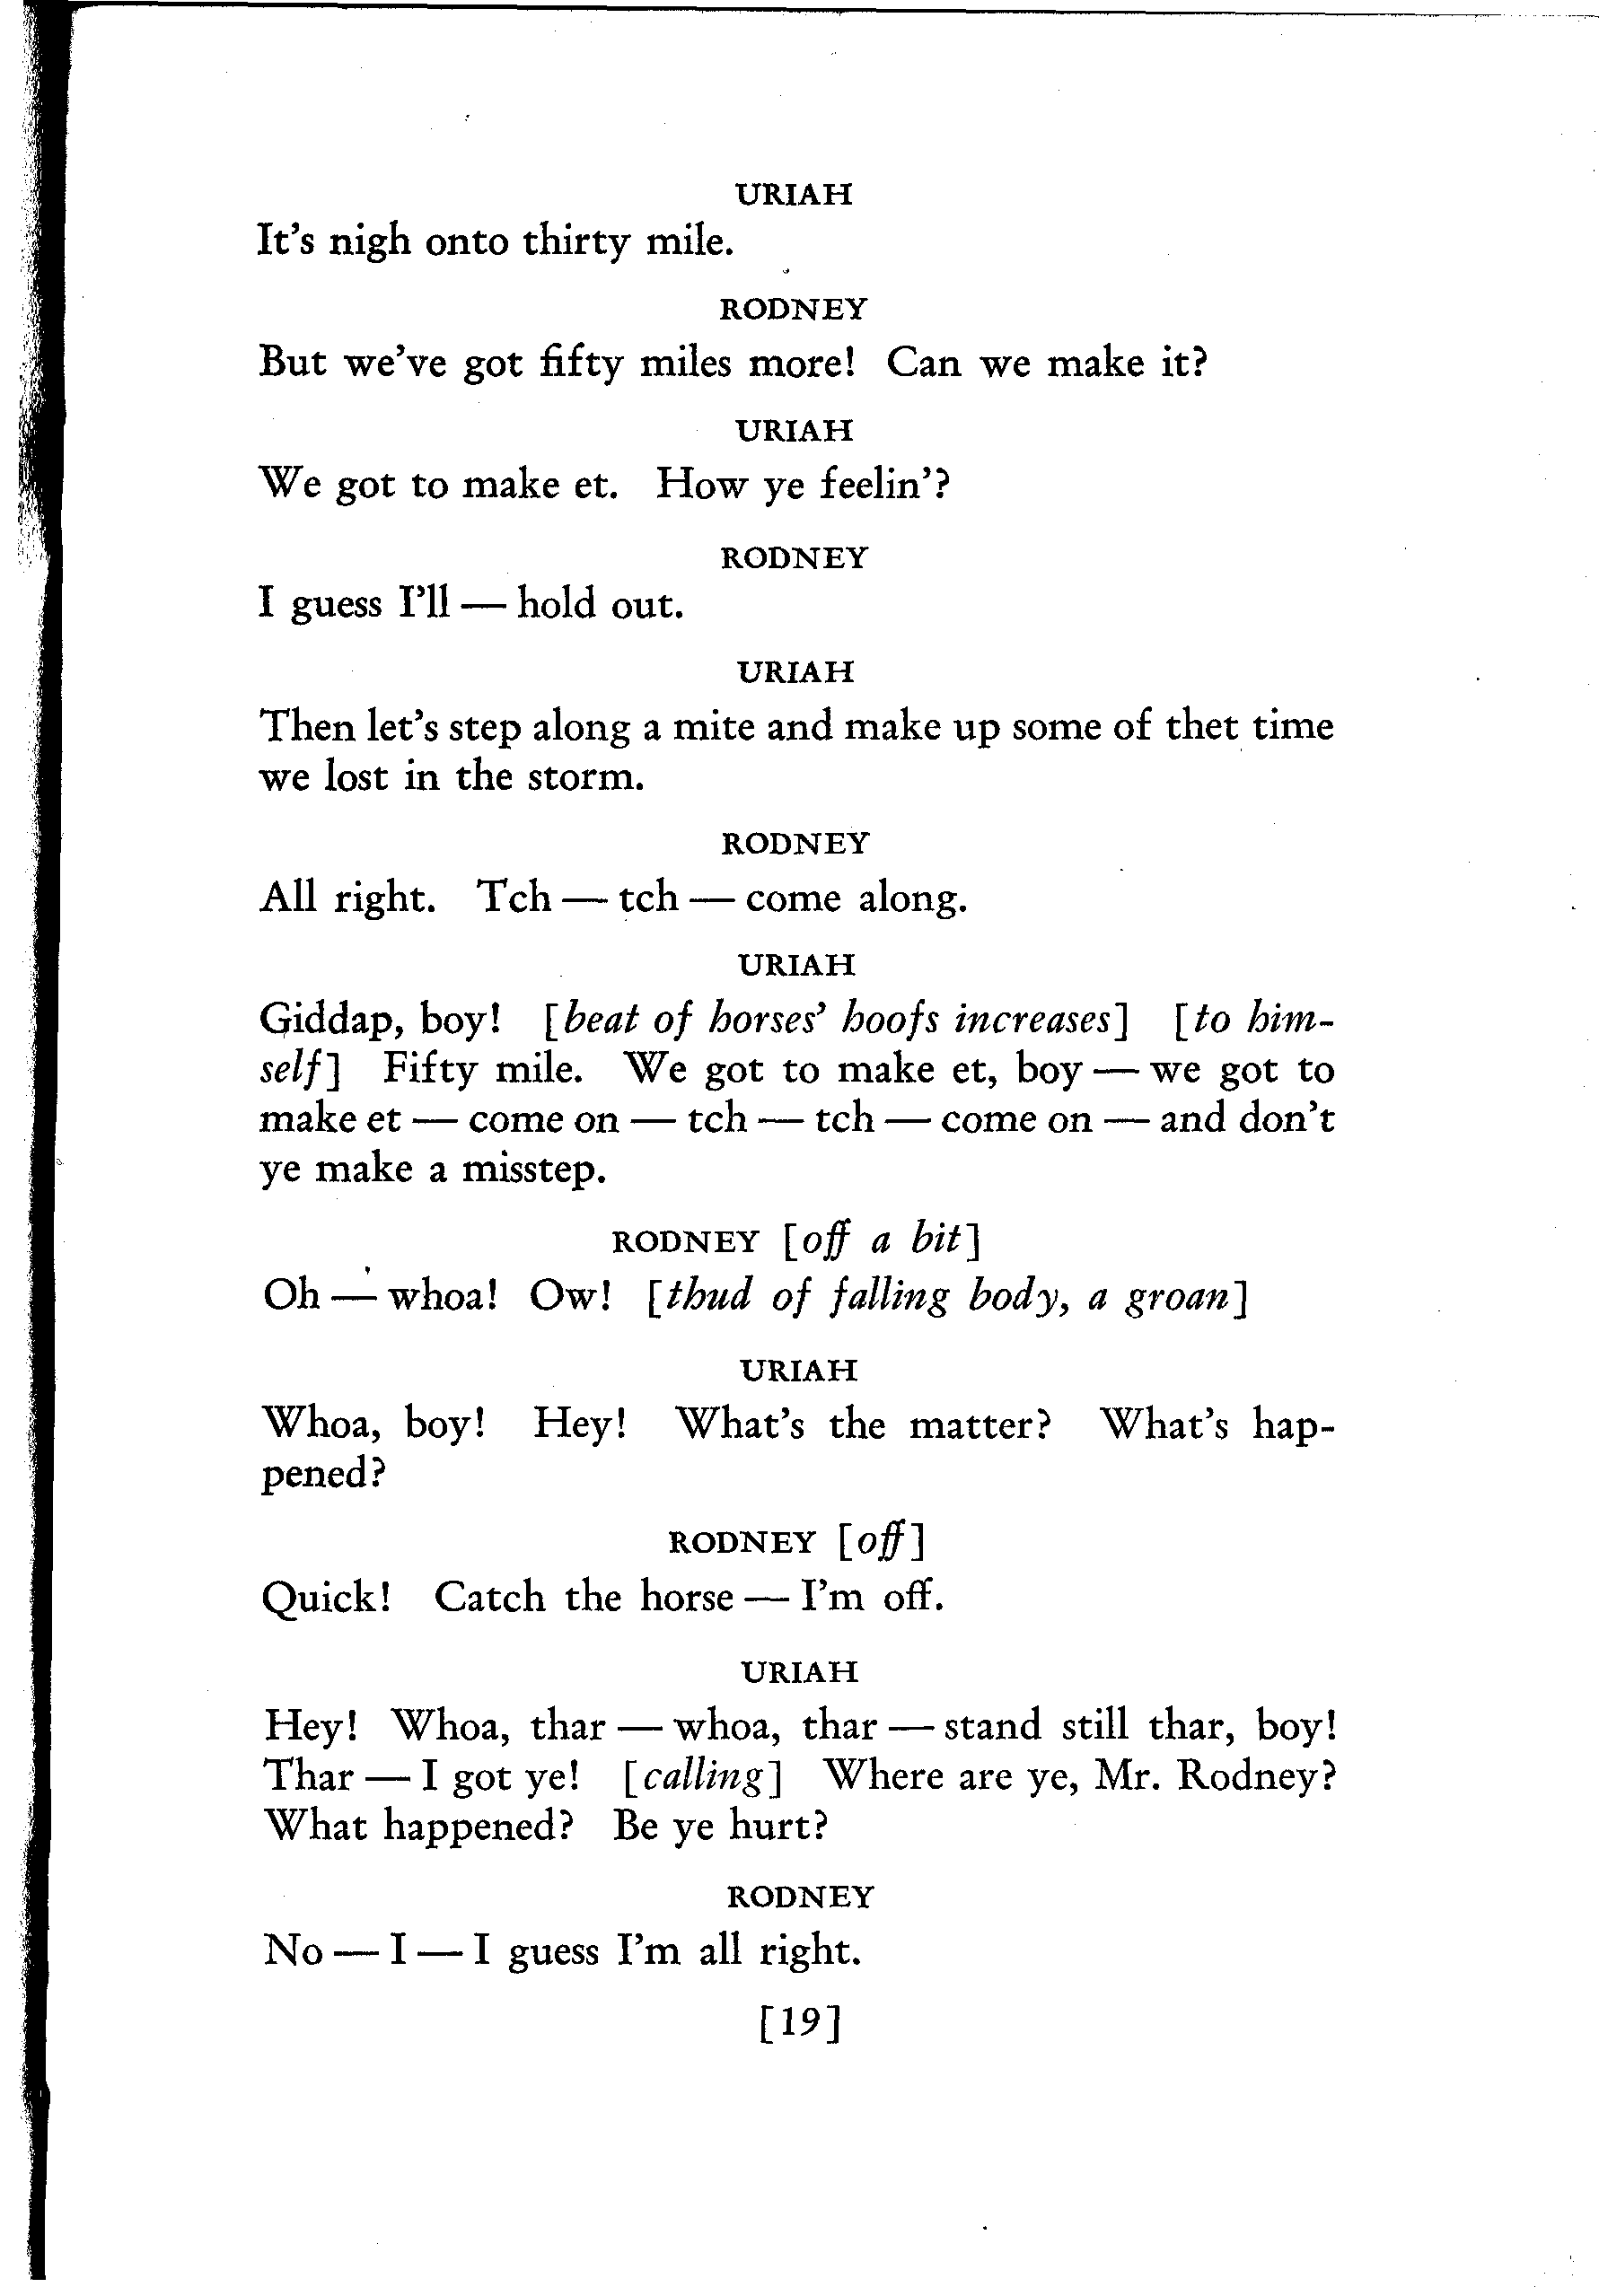 URIAH
It's nigh onto thirty mile.
RODNEY
But we've got fifty miles more! Can we make it?
URIAH
We got to make et. How ye feelin'?
RODNEY
I guess I'll — hold out.
URIAH
Then let's step along a mite and make up some of thet time
we lost in the storm.
RODNEY
All right. Tch — tch — come along.
URIAH
Giddap, boy! [beat of horses' hoofs increases] [to him-
self] Fifty mile. We got to make et, boy — we got to
make et — come on — tch — tch — come on — and don't
ye make a misstep.
RODNEY [off a bit]
Oh — whoa! Ow! [thud of falling body, a groan]
URIAH
Whoa, boy! Hey! What's the matter? What's hap-
pened?
RODNEY [off]
Quick! Catch the horse — I'm off.
URIAH
Hey! Whoa, thar — whoa, thar — stand still thar, boy!
Thar — I got ye! [calling] Where are ye, Mr. Rodney?
What happened? Be ye hurt?
RODNEY
No — I — I guess I'm all right.
[19]